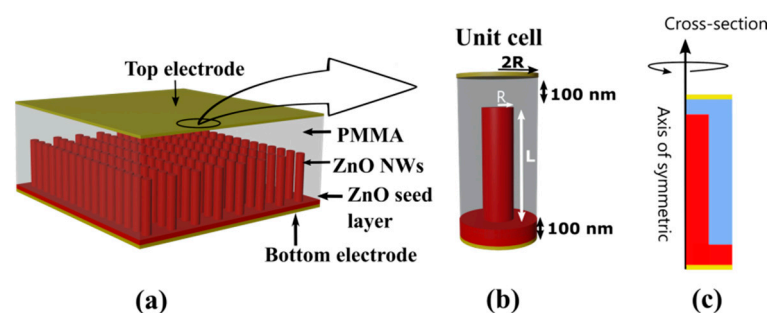 Top electrode
PMMA
ZnO NWs
ZnO seed
layer
Bottom electrode
(a)
Unit cell
2R
100 nm
R
L
100 nm
(b)
Cross-section
Axis of symmetric
(c)